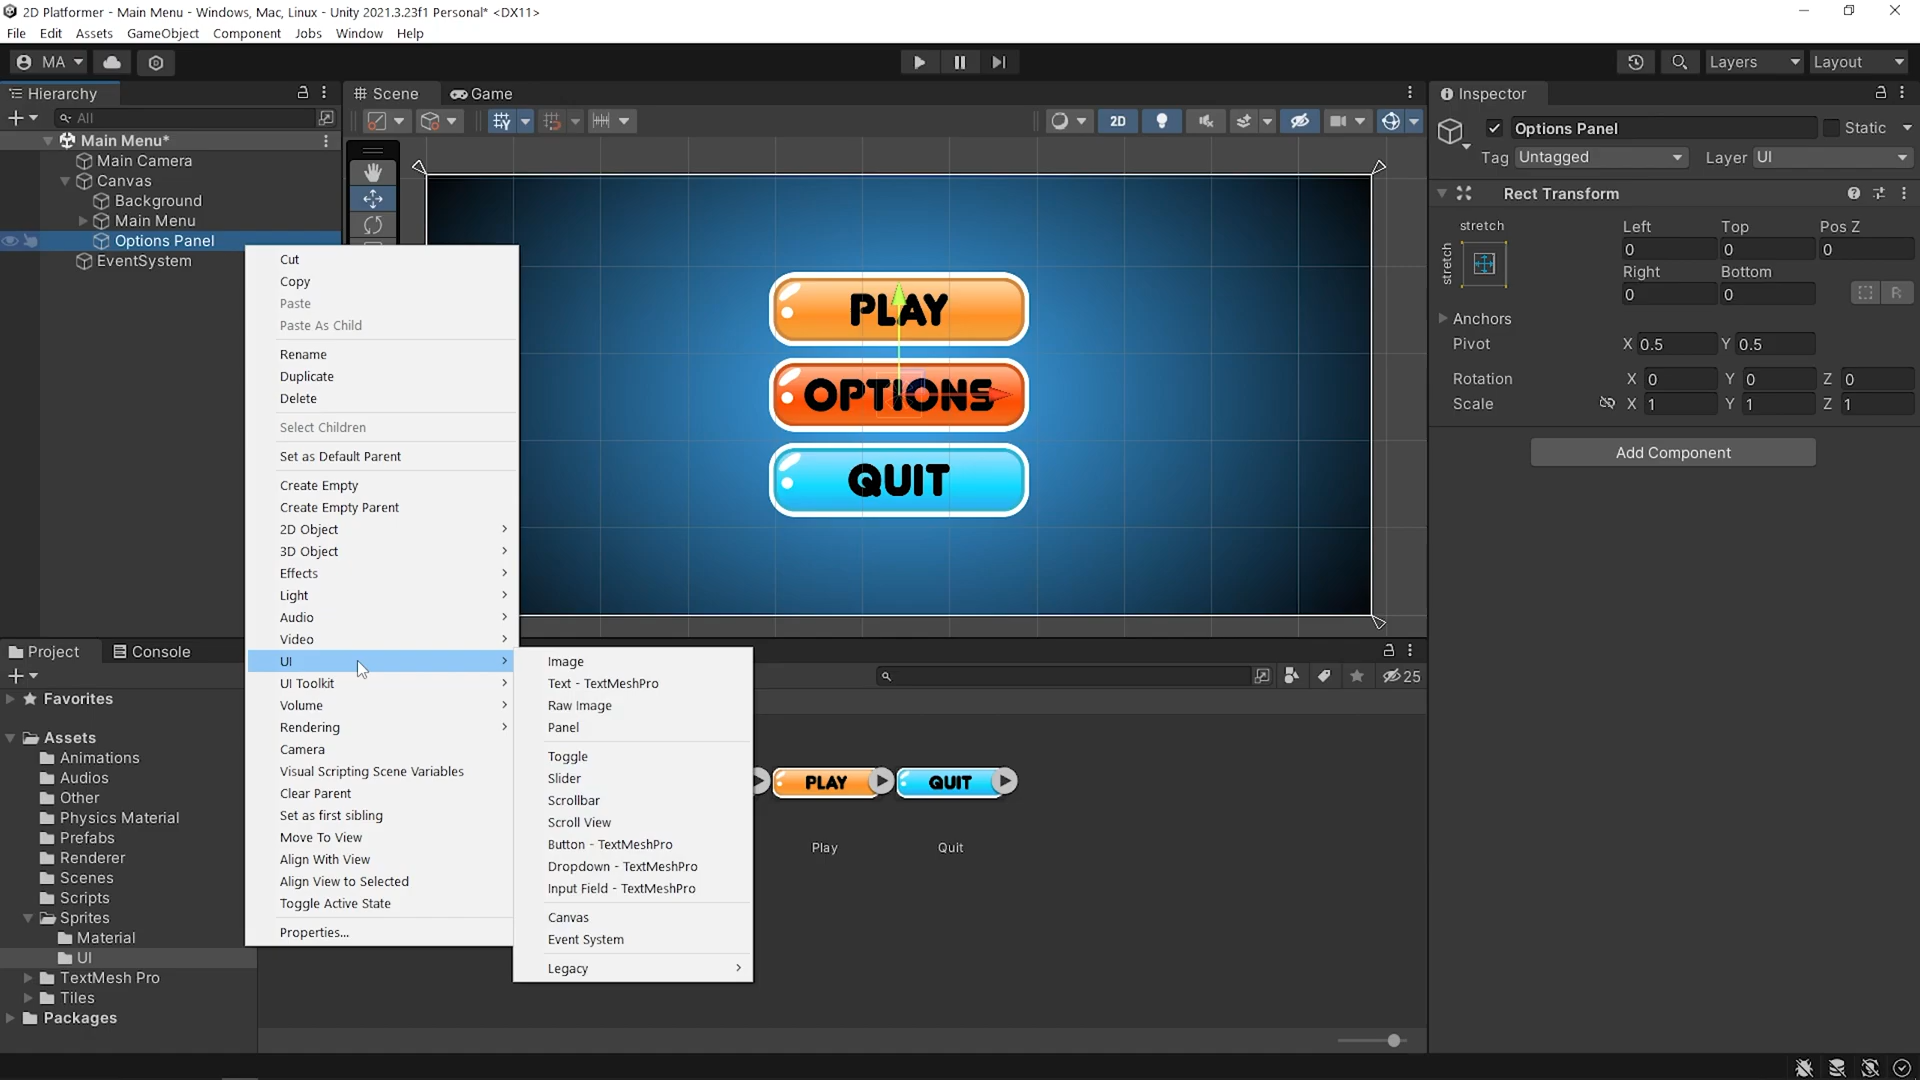 2D Platformer - Main Menu - Windows, Mac, Linux - Unity 2021.3.23f1 Personal* <DX11>
File Edit Assets GameObject Component Jobs Window Help
MA Layers Layout
Hierarchy
All
Main Menu*
Main Camera
Canvas
Background
Main Menu
Options Panel
EventSystem
Scene Game
2D
PLAY
OPTIONS
QUIT
Inspector
Options Panel Static
Tag Untagged Layer UI
Rect Transform
stretch Left Top Pos Z
stretch 0 0 0
Right Bottom
0 0 R
Anchors
Pivot X 0.5 Y 0.5
Rotation X 0 Y 0 Z 0
Scale X 1 Y 1 Z 1
Add Component
Cut
Copy
Paste
Paste As Child
Rename
Duplicate
Delete
Select Children
Set as Default Parent
Create Empty
Create Empty Parent
2D Object
3D Object
Effects
Light
Audio
Video
UI
UI Toolkit
Volume
Rendering
Camera
Visual Scripting Scene Variables
Clear Parent
Set as first sibling
Move To View
Align With View
Align View to Selected
Toggle Active State
Properties...
Image
Text - TextMeshPro
Raw Image
Panel
Toggle
Slider
Scrollbar
Scroll View
Button - TextMeshPro
Dropdown - TextMeshPro
Input Field - TextMeshPro
Canvas
Event System
Legacy
Project Console
25
Favorites
Assets
Animations
Audios
Other
Physics Material
Prefabs
Renderer
Scenes
Scripts
Sprites
Material
UI
TextMesh Pro
Tiles
Packages
PLAY QUIT
Play Quit